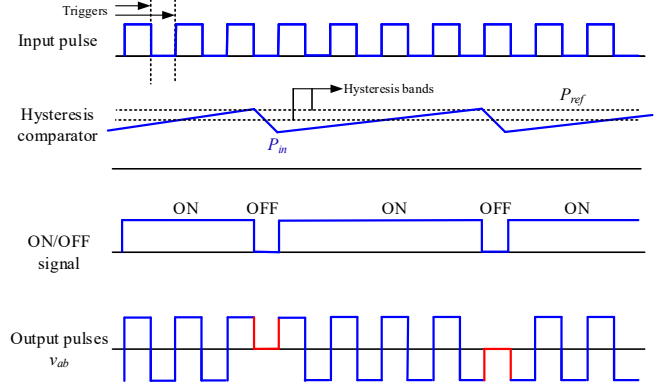 Triggers
Input pulse
Hysteresis bands
P_ref
Hysteresis
comparator
P_in
ON OFF ON OFF ON
ON/OFF
signal
Output pulses
v_ab